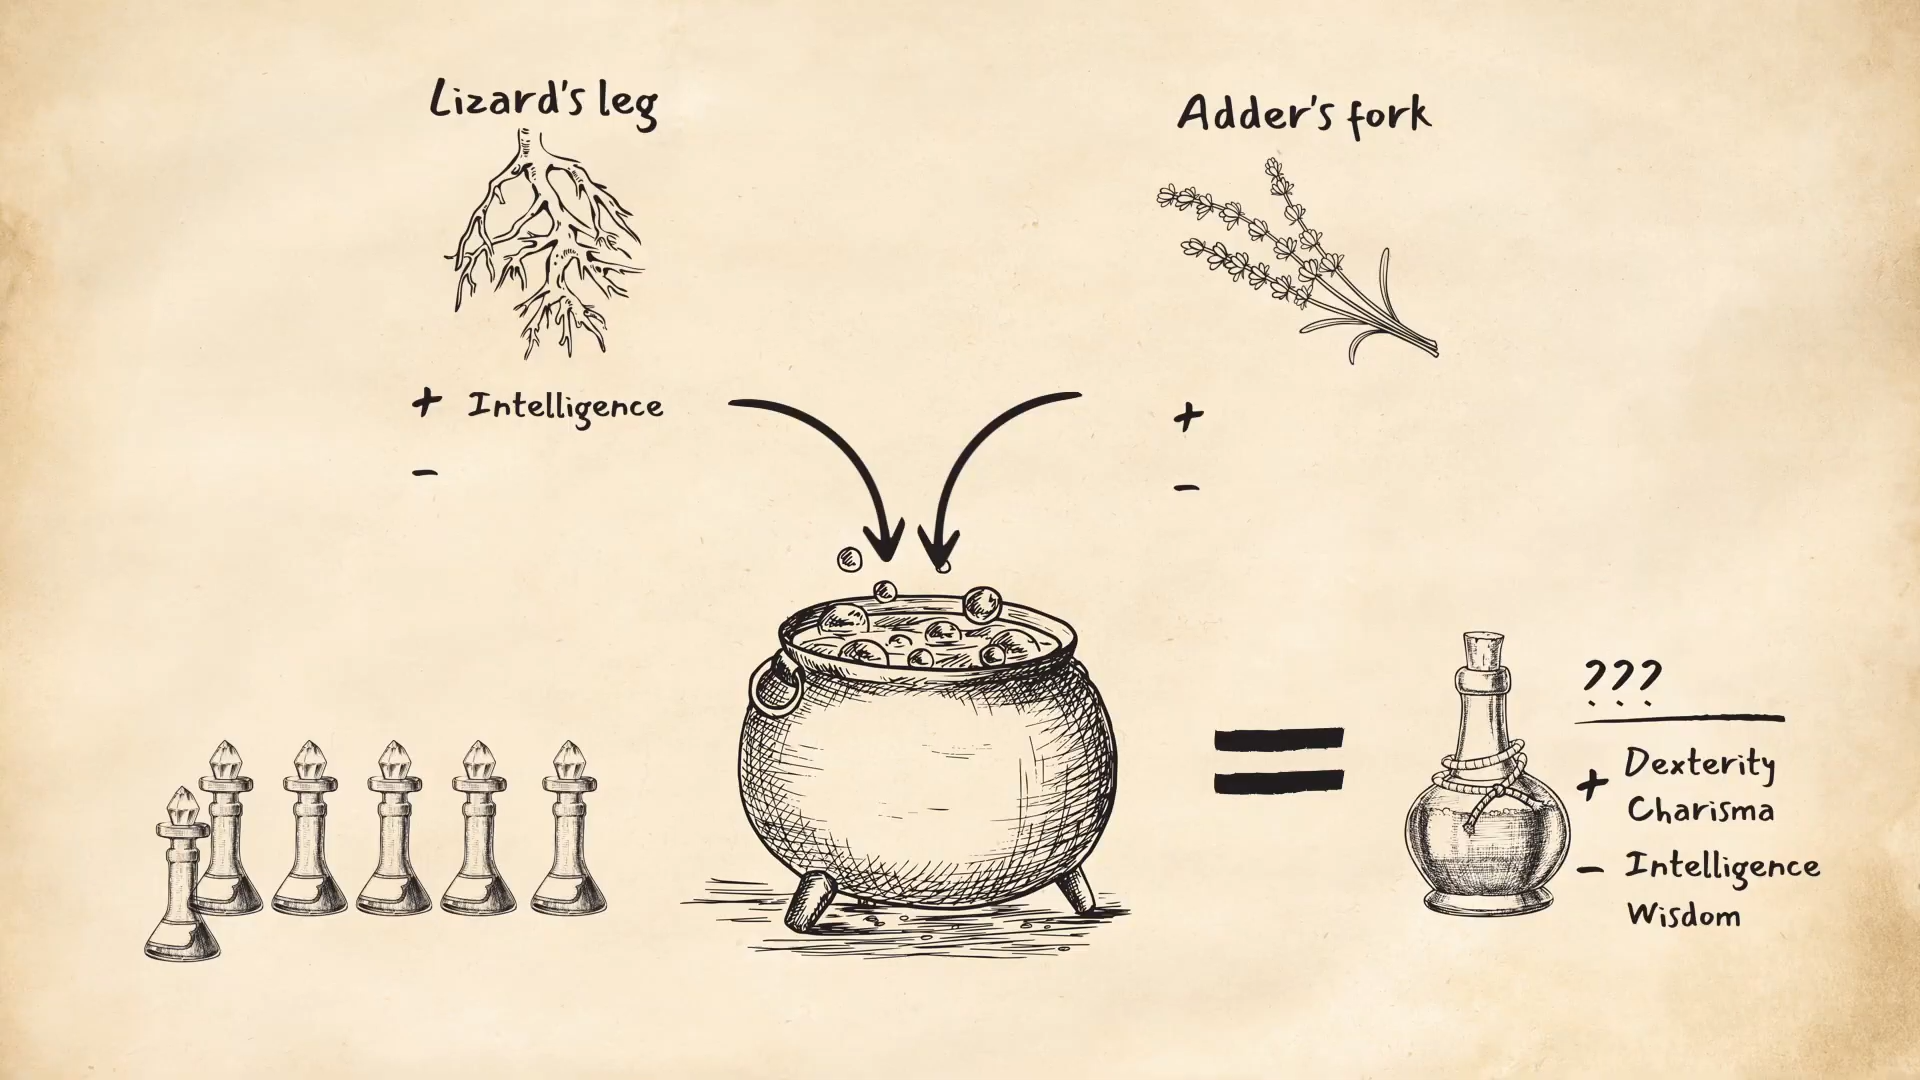 Lizard's leg
+ Intelligence
-
Adder's fork
+
-
???
+ Dexterity
Charisma
- Intelligence
Wisdom